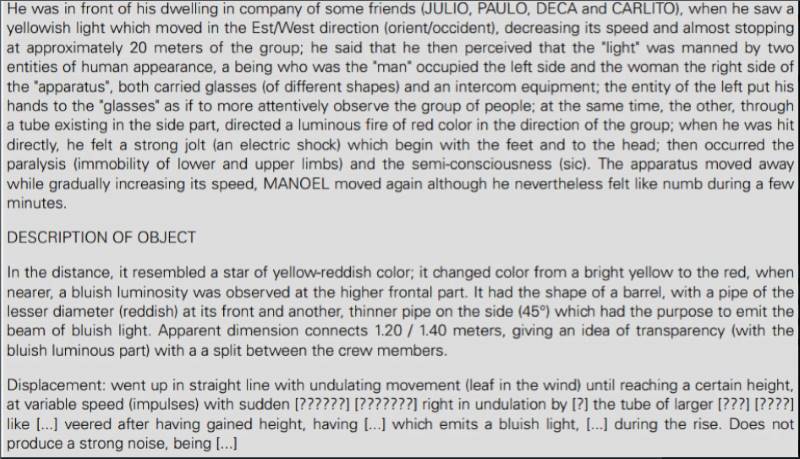 He was in front of his dwelling in company of some friends (JULIO, PAULO, DECA and CARLITO), when he saw a
yellowish light which moved in the Est/West direction (orient/occident), decreasing its speed and almost stopping
at approximately 20 meters of the group; he said that he then perceived that the "light" was manned by two
entities of human appearance, a being who was the "man" occupied the left side and the woman the right side of
the "apparatus", both carried glasses (of different shapes) and an intercom equipment; the entity of the left put his
hands to the "glasses" as if to more attentively observe the group of people; at the same time, the other, through
a tube existing in the side part, directed a luminous fire of red color in the direction of the group; when he was hit
directly, he felt a strong jolt (an electric shock) which begin with the feet and to the head; then occurred the
paralysis (immobility of lower and upper limbs) and the semi-consciousness (sic). The apparatus moved away
while gradually increasing its speed, MANOEL moved again although he nevertheless felt like numb during a few
minutes.
DESCRIPTION OF OBJECT
In the distance, it resembled a star of yellow-reddish color; it changed color from a bright yellow to the red, when
nearer, a bluish luminosity was observed at the higher frontal part. It had the shape of a barrel, with a pipe of the
lesser diameter (reddish) at its front and another, thinner pipe on the side (45°) which had the purpose to emit the
beam of bluish light. Apparent dimension connects 1.20 / 1.40 meters, giving an idea of transparency (with the
bluish luminous part) with a a split between the crew members.
Displacement: went up in straight line with undulating movement (leaf in the wind) until reaching a certain height,
at variable speed (impulses) with sudden [??????] [???????] right in undulation by [?] the tube of larger [???] [????]
like [...] veered after having gained height, having [...] which emits a bluish light, [...] during the rise. Does not
produce a strong noise, being [...]